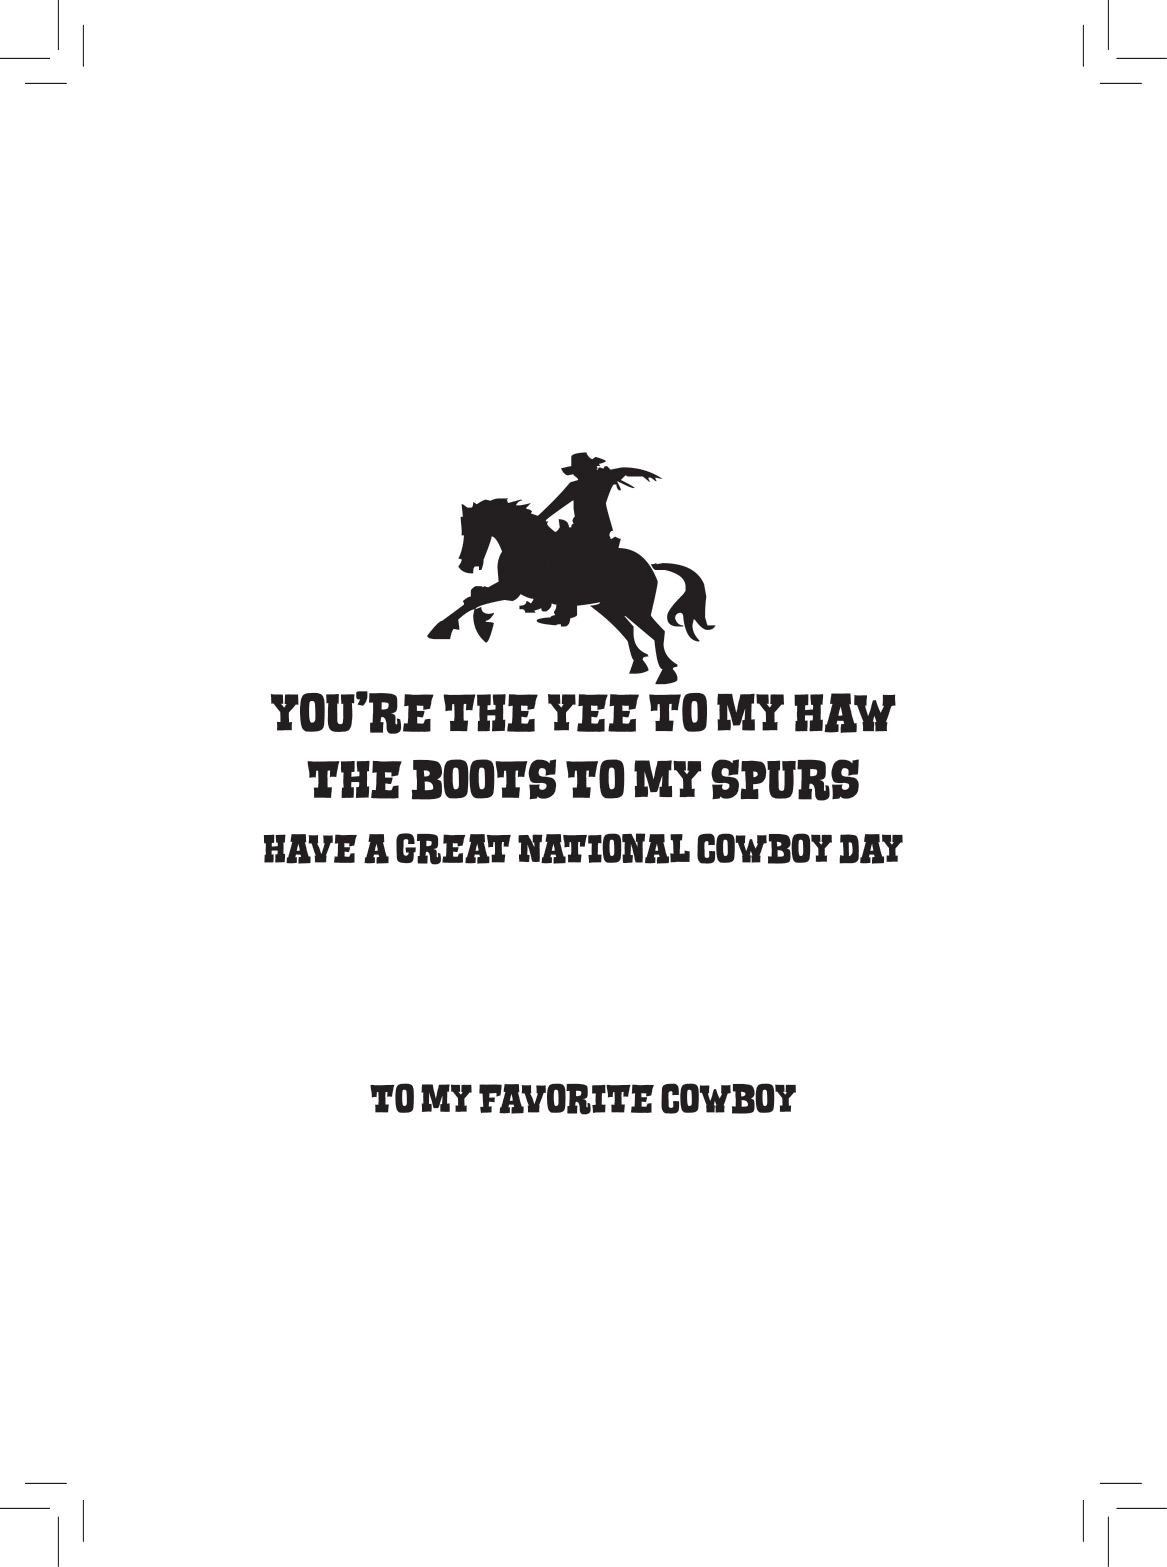 YOU'RE THE YEE TO MY HAW
THE BOOTS TO MY SPURS
HAVE A GREAT NATIONAL COWBOY DAY
TO MY FAVORITE COWBOY